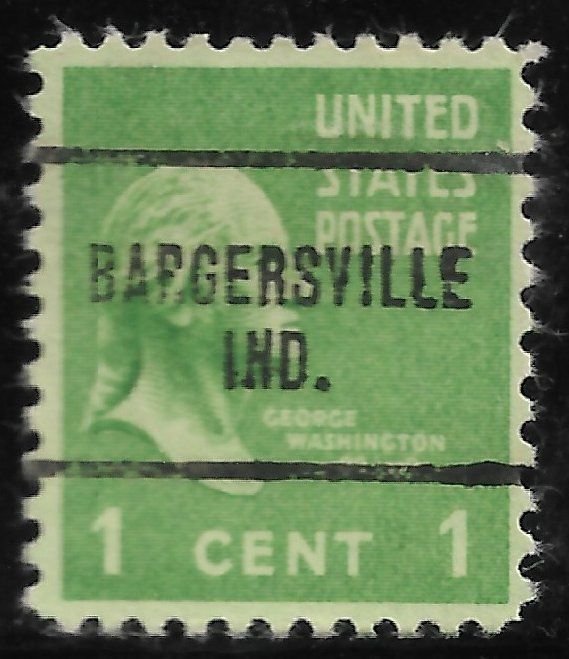 UNITED
STATES
POSTAGE
BARGERSVILLE
IND.
GEORGE
WASHINGTON
1 CENT 1